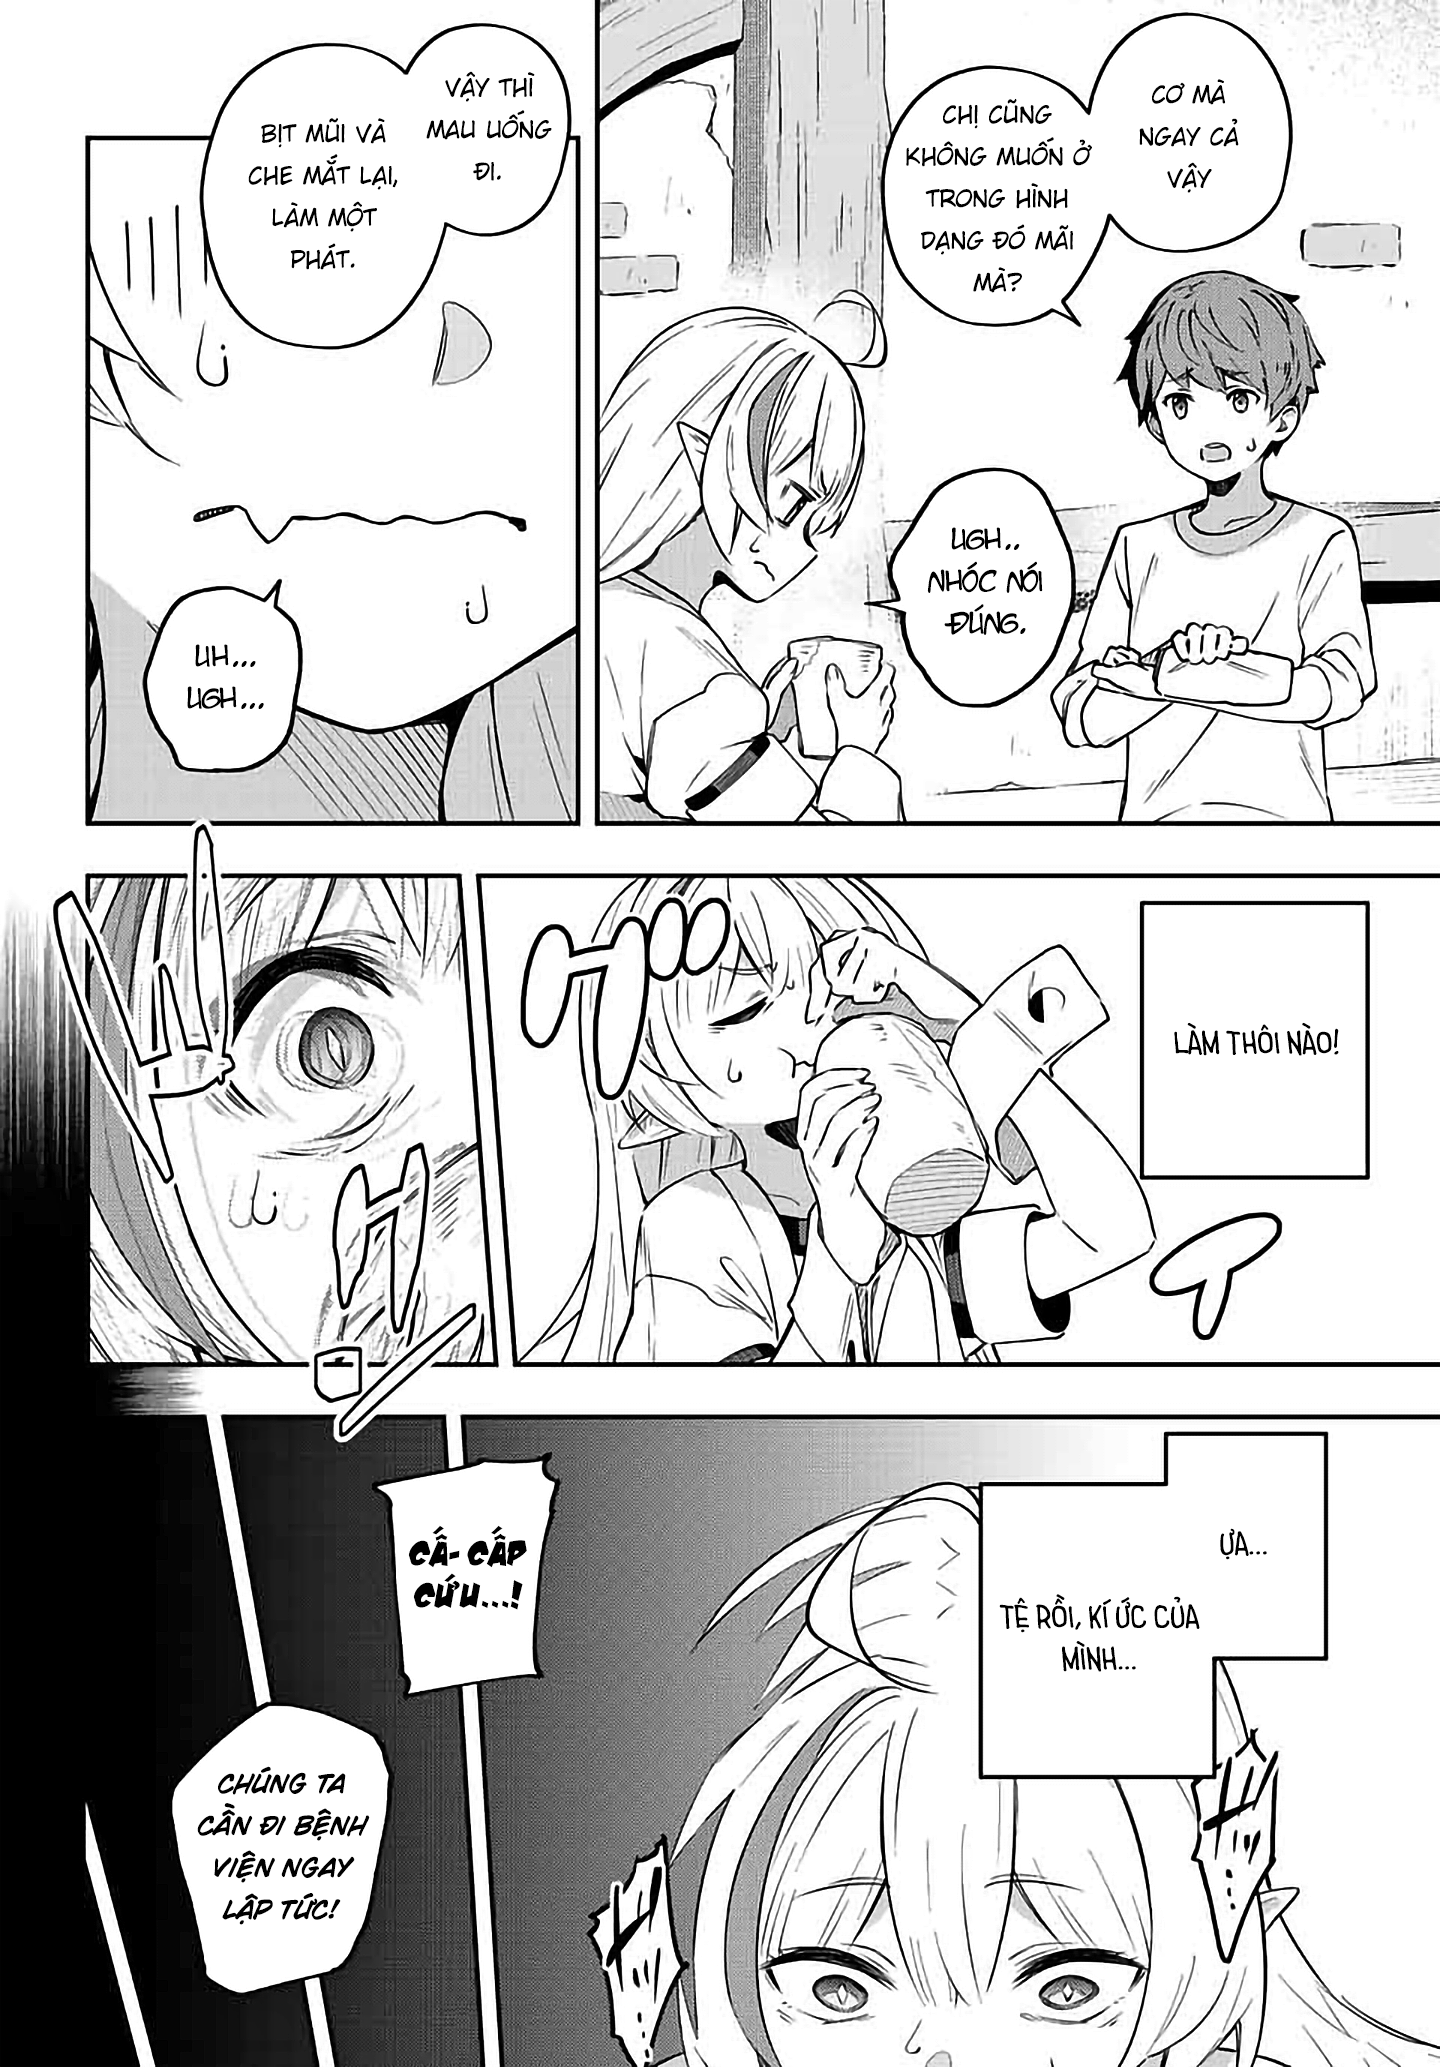 CƠ MÀ
NGAY CẢ
VẬY
CHỊ CŨNG
KHÔNG MUỐN Ở
TRONG HÌNH
DẠNG ĐÓ MÃI
MÀ?
UGH..
NHÓC NÓI
ĐÚNG.
VẬY THÌ
MAU UỐNG
ĐI.
BỊT MŨI VÀ
CHE MẮT LẠI,
LÀM MỘT
PHÁT.
UH...
UGH...
LÀM THÔI NÀO!
ỰA...
TỆ RỒI, KÍ ỨC CỦA
MÌNH...
CẤ- CẤP
CỨU...!
CHÚNG TA
CẦN ĐI BỆNH
VIỆN NGAY
LẬP TỨC!